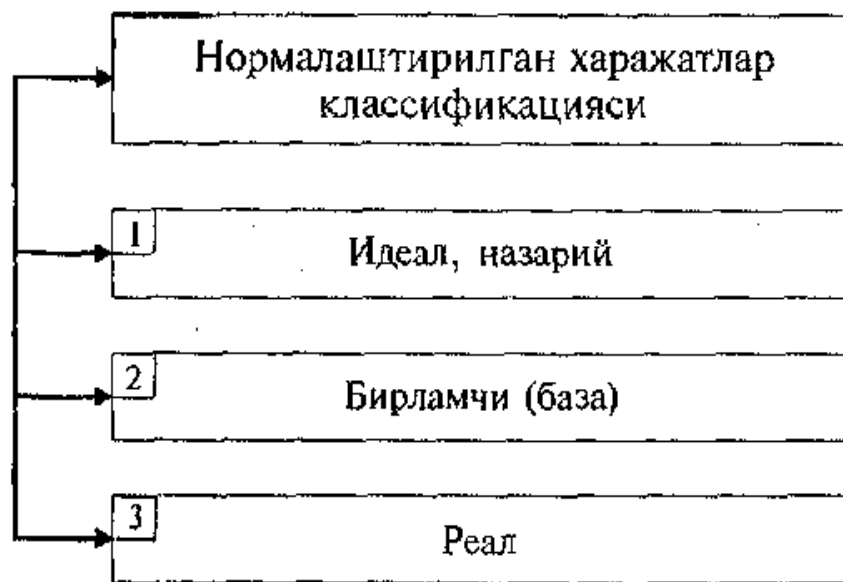 Нормалаштирилган харажатлар
классификацияси
1
Идеал, назарий
2
Бирламчи (база)
3
Реал